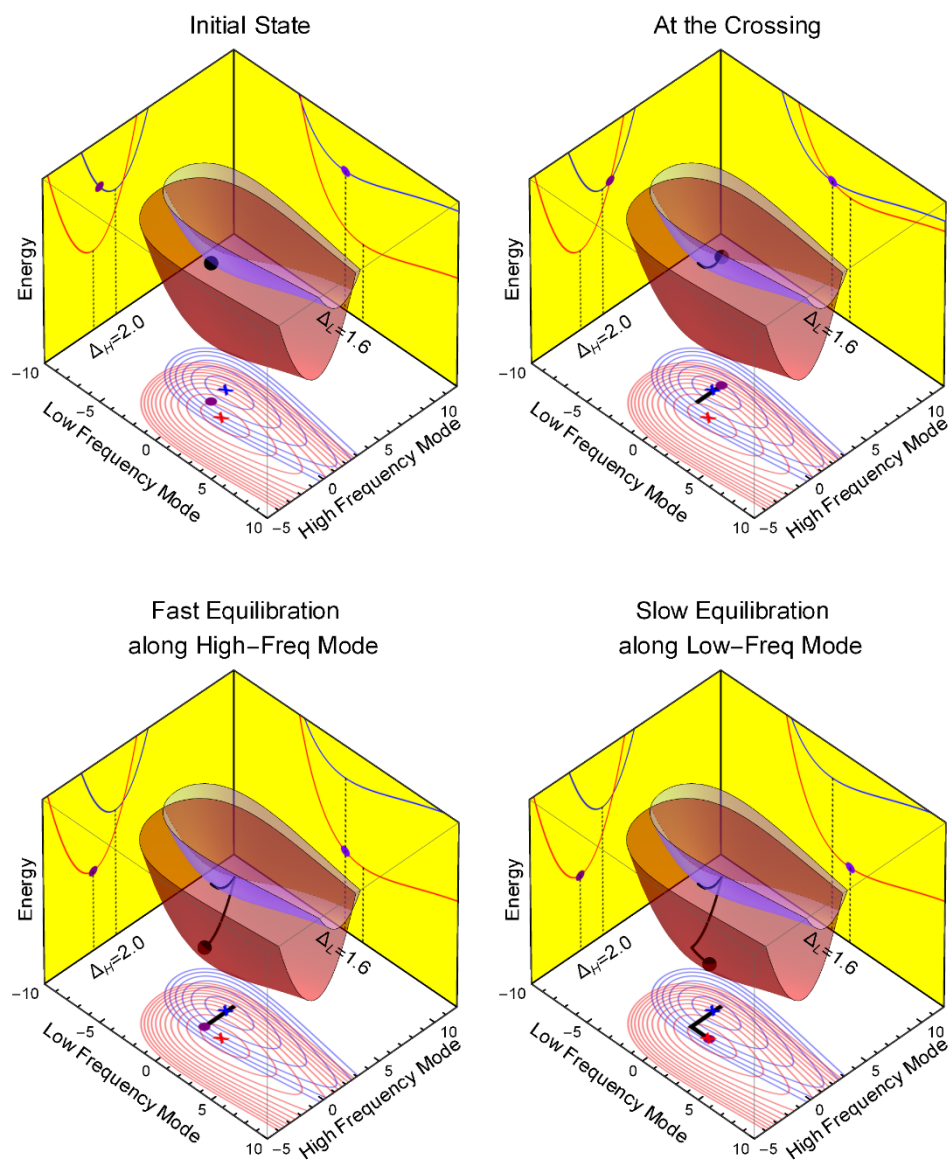 Initial State
Energy
Δ_H=2.0
Δ_L=1.6
−10
−5
0
5
10
Low Frequency Mode
−5
0
5
10
High Frequency Mode
At the Crossing
Energy
Δ_H=2.0
Δ_L=1.6
−10
−5
0
5
10
Low Frequency Mode
−5
0
5
10
High Frequency Mode
Fast Equilibration
along High−Freq Mode
Energy
Δ_H=2.0
Δ_L=1.6
−10
−5
0
5
10
Low Frequency Mode
−5
0
5
10
High Frequency Mode
Slow Equilibration
along Low−Freq Mode
Energy
Δ_H=2.0
Δ_L=1.6
−10
−5
0
5
10
Low Frequency Mode
−5
0
5
10
High Frequency Mode